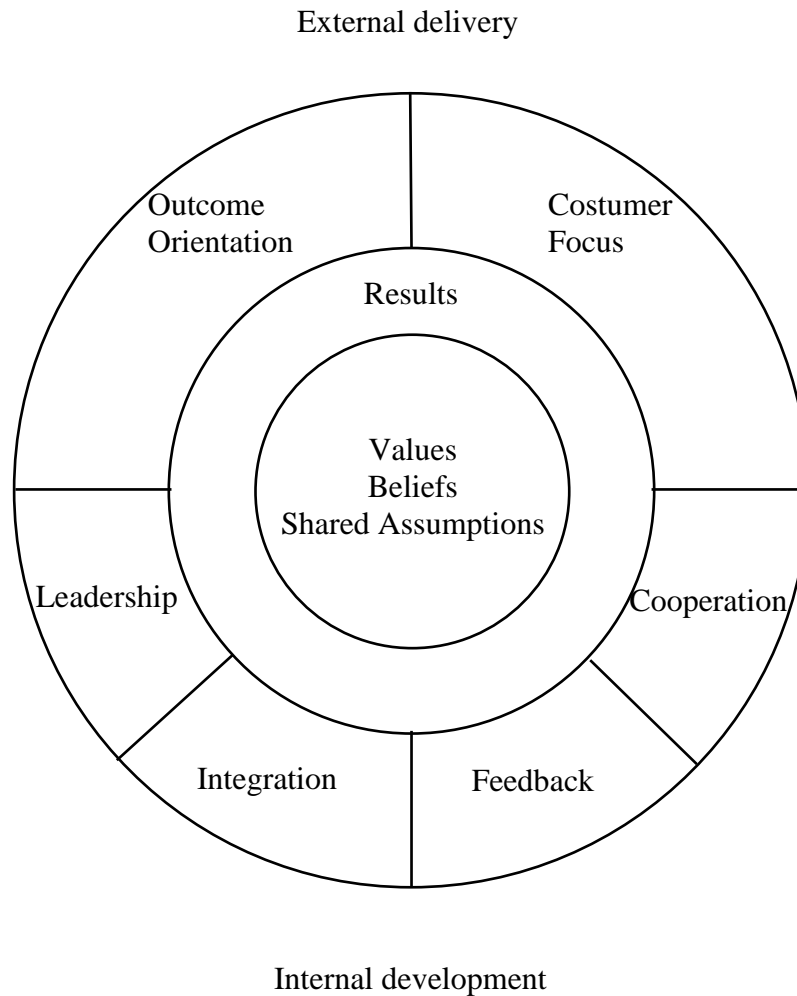 External delivery
Outcome
Orientation
Costumer
Focus
Results
Values
Beliefs
Shared Assumptions
Leadership
Cooperation
Integration
Feedback
Internal development